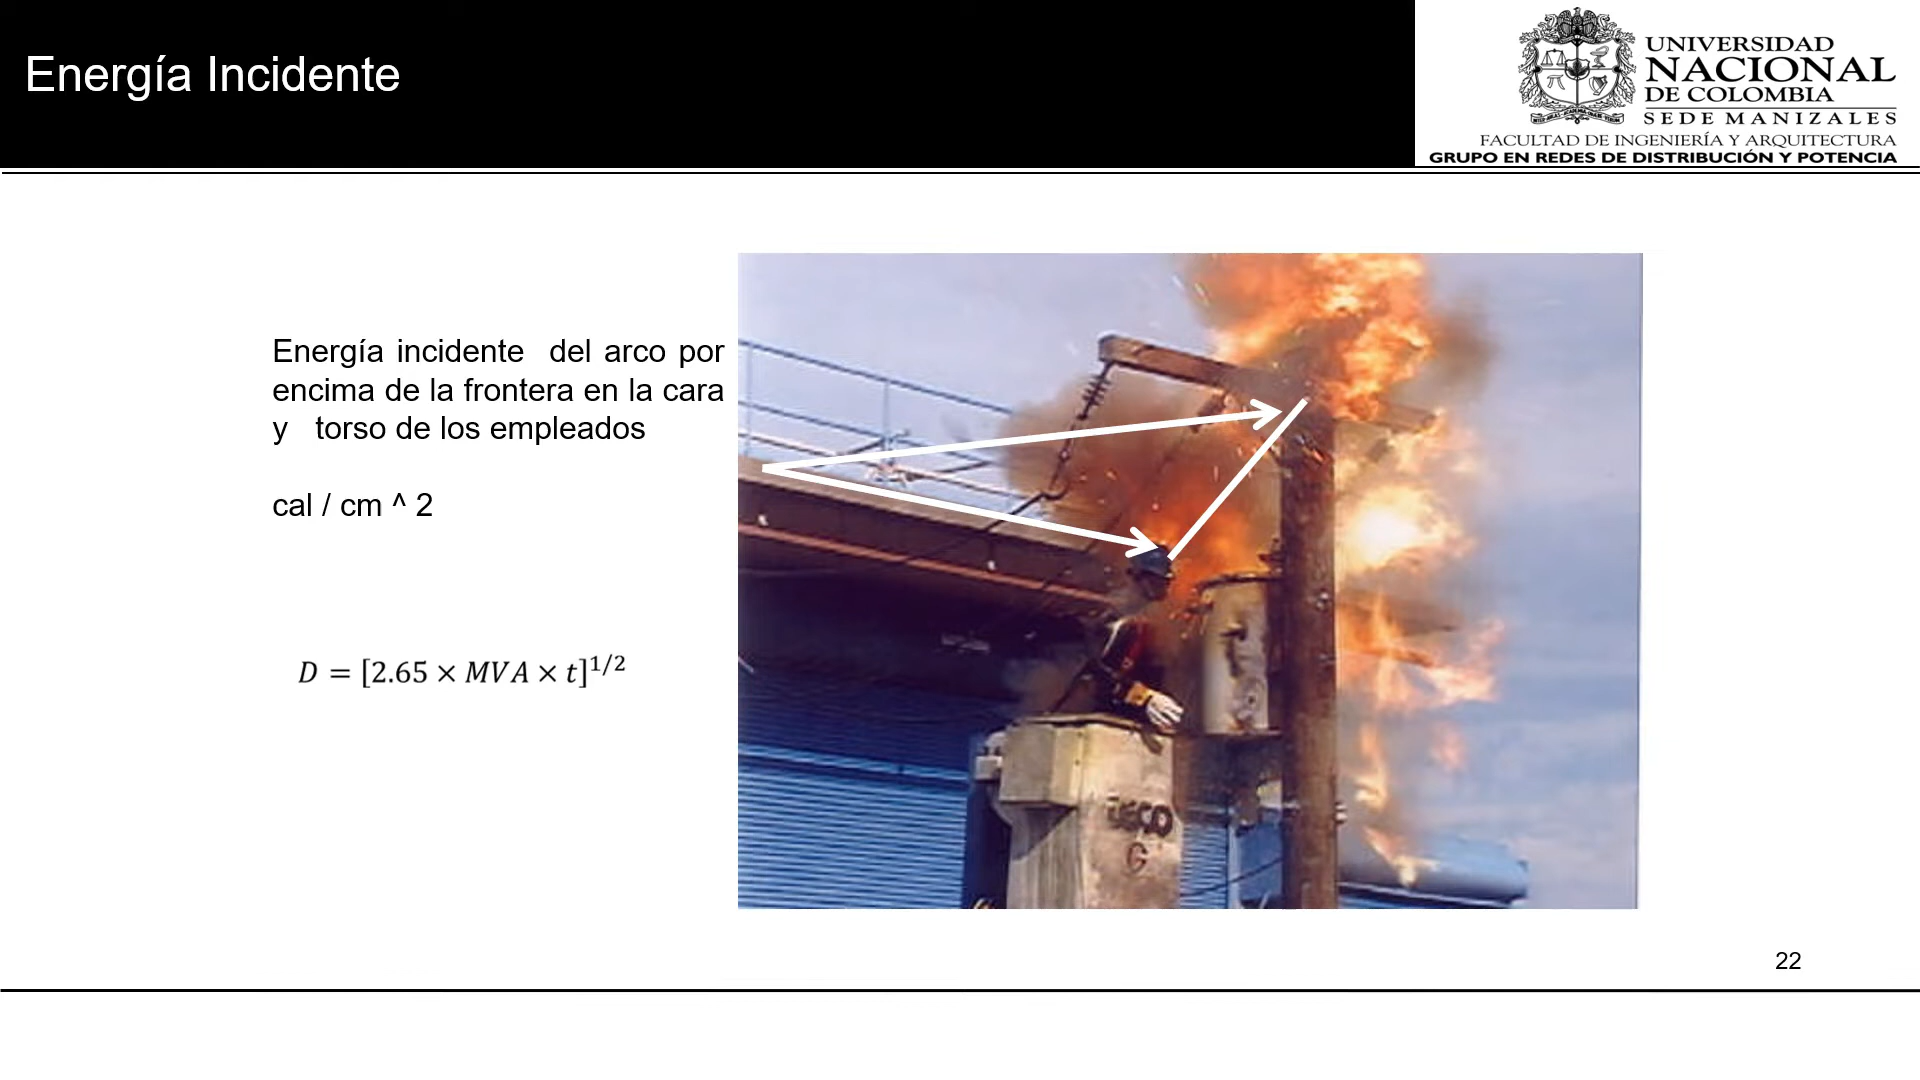 Energía Incidente
UNIVERSIDAD
NACIONAL
DE COLOMBIA
SEDE MANIZALES
FACULTAD DE INGENIERÍA Y ARQUITECTURA
GRUPO EN REDES DE DISTRIBUCIÓN Y POTENCIA
Energía incidente del arco por
encima de la frontera en la cara
y torso de los empleados
cal / cm ^ 2
D = [2.65 × MVA × t]^{1/2}
G
22